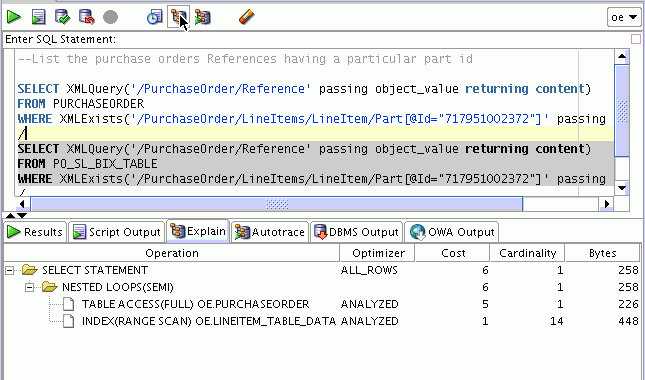 oe
Enter SQL Statement:
--List the purchase orders References having a particular part id
SELECT XMLQuery('/PurchaseOrder/Reference' passing object_value returning content)
FROM PURCHASEORDER
WHERE XMLExists('/PurchaseOrder/LineItems/LineItem/Part[@Id="717951002372"]' passing
/
SELECT XMLQuery('/PurchaseOrder/Reference' passing object_value returning content)
FROM PO_SL_BIX_TABLE
WHERE XMLExists('/PurchaseOrder/LineItems/LineItem/Part[@Id="717951002372"]' passing
/
Results Script Output Explain Autotrace DBMS Output OWA Output
Operation Optimizer Cost Cardinality Bytes
SELECT STATEMENT ALL_ROWS 6 1 258
NESTED LOOPS(SEMI) 6 1 258
TABLE ACCESS(FULL) OE.PURCHASEORDER ANALYZED 5 1 226
INDEX(RANGE SCAN) OE.LINEITEM_TABLE_DATA ANALYZED 1 14 448